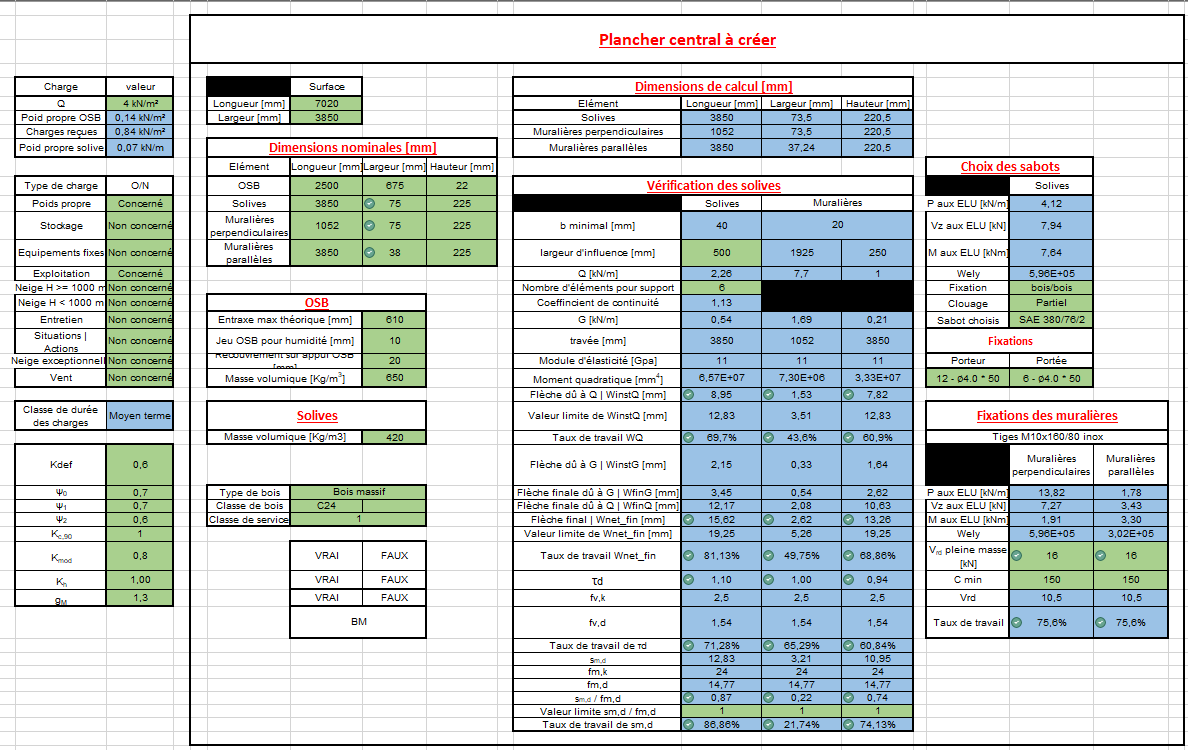 Plancher central à créer
Charge valeur
Q 4 kN/m²
Poid propre OSB 0,14 kN/m²
Charges reçues 0,84 kN/m²
Poid propre solive 0,07 kN/m
Type de charge O/N
Poids propre Concerné
Stockage Non concerné
Equipements fixes Non concerné
Exploitation Concerné
Neige H >= 1000 m Non concerné
Neige H < 1000 m Non concerné
Entretien Non concerné
Situations |
Actions Non concerné
Neige exceptionnell Non concerné
Vent Non concerné
Classe de durée
des charges Moyen terme
Kdef 0,6
Ψ0 0,7
Ψ1 0,7
Ψ2 0,6
Kc,90 1
Kmod 0,8
Kh 1,00
gM 1,3
Surface
Longueur [mm] 7020
Largeur [mm] 3850
Dimensions nominales [mm]
Elément Longueur [mm] Largeur [mm] Hauteur [mm]
OSB 2500 675 22
Solives 3850 75 225
Muralières
perpendiculaires 1052 75 225
Muralières
parallèles 3850 38 225
OSB
Entraxe max théorique [mm] 610
Jeu OSB pour humidité [mm] 10
Recouvrement sur appui OSB
[mm] 20
Masse volumique [Kg/m3] 650
Solives
Masse volumique [Kg/m3] 420
Type de bois Bois massif
Classe de bois C24
Classe de service 1
VRAI FAUX
VRAI FAUX
VRAI FAUX
BM
Dimensions de calcul [mm]
Elément Longueur [mm] Largeur [mm] Hauteur [mm]
Solives 3850 73,5 220,5
Muralières perpendiculaires 1052 73,5 220,5
Muralières parallèles 3850 37,24 220,5
Vérification des solives
Solives Muralières
b minimal [mm] 40 20
largeur d'influence [mm] 500 1925 250
Q [kN/m] 2,26 7,7 1
Nombre d'éléments pour support 6
Coeffincient de continuité 1,13
G [kN/m] 0,54 1,69 0,21
travée [mm] 3850 1052 3850
Module d'élasticité [Gpa] 11 11 11
Moment quadratique [mm4] 6,57E+07 7,30E+06 3,33E+07
Flèche dû à Q | WinstQ [mm] 8,95 1,53 7,82
Valeur limite de WinstQ [mm] 12,83 3,51 12,83
Taux de travail WQ 69,7% 43,6% 60,9%
Flèche dû à G | WinstG [mm] 2,15 0,33 1,64
Flèche finale dû à G | WfinG [mm] 3,45 0,54 2,62
Flèche finale dû à Q | WfinQ [mm] 12,17 2,08 10,63
Flèche final | Wnet_fin [mm] 15,62 2,62 13,26
Valeur limite de Wnet_fin [mm] 19,25 5,26 19,25
Taux de travail Wnet_fin 81,13% 49,75% 68,86%
τd 1,10 1,00 0,94
fv,k 2,5 2,5 2,5
fv,d 1,54 1,54 1,54
Taux de travail de τd 71,28% 65,29% 60,84%
sm,d 12,83 3,21 10,95
fm,k 24 24 24
fm,d 14,77 14,77 14,77
sm,d / fm,d 0,87 0,22 0,74
Valeur limite sm,d / fm,d 1 1 1
Taux de travail de sm,d 86,86% 21,74% 74,13%
Choix des sabots
Solives
P aux ELU [kN/m] 4,12
Vz aux ELU [kN] 7,94
M aux ELU [kNm] 7,64
Wely 5,96E+05
Fixation bois/bois
Clouage Partiel
Sabot choisis SAE 380/76/2
Fixations
Porteur Portée
12 - ø4.0 * 50 6 - ø4.0 * 50
Fixations des muralières
Tiges M10x160/80 inox
Muralières
perpendiculaires Muralières
parallèles
P aux ELU [kN/m] 13,82 1,78
Vz aux ELU [kN] 7,27 3,43
M aux ELU [kNm] 1,91 3,30
Wely 5,96E+05 3,02E+05
Vrd pleine masse
[kN] 16 16
C min 150 150
Vrd 10,5 10,5
Taux de travail 75,6% 75,6%